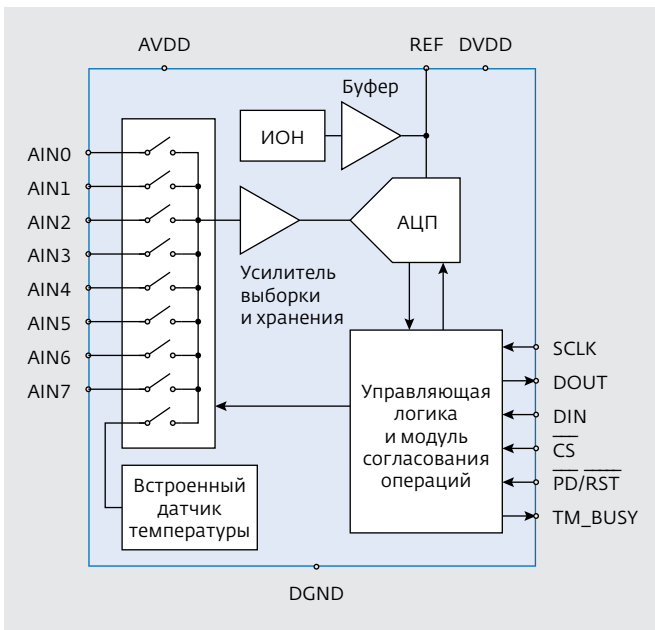 AVDD
REF
DVDD
Буфер
ИОН
AIN0
AIN1
AIN2
AIN3
AIN4
AIN5
AIN6
AIN7
АЦП
Усилитель
выборки
и хранения
Управляющая
логика
и модуль
согласования
операций
SCLK
DOUT
DIN
CS
PD/RST
TM_BUSY
Встроенный
датчик
температуры
DGND